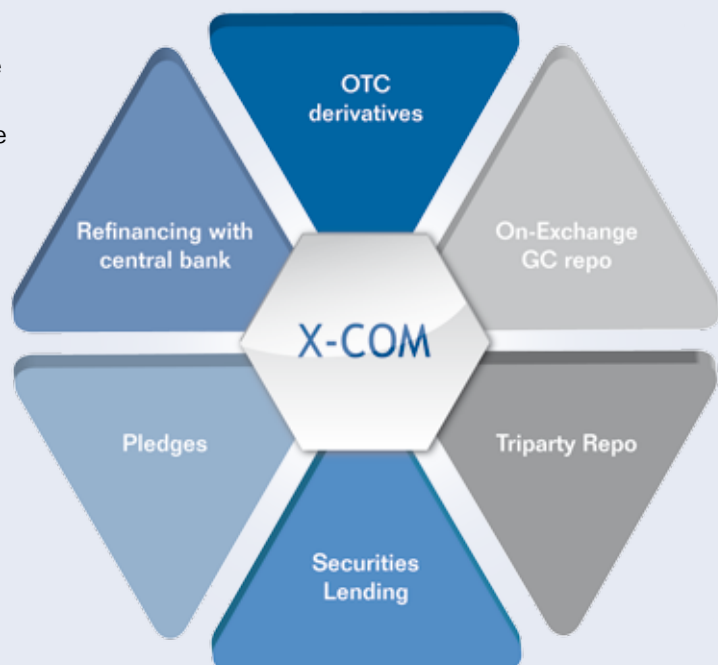 e
e
OTC
derivatives
Refinancing with
central bank
On-Exchange
GC repo
X-COM
Pledges
Triparty Repo
Securities
Lending